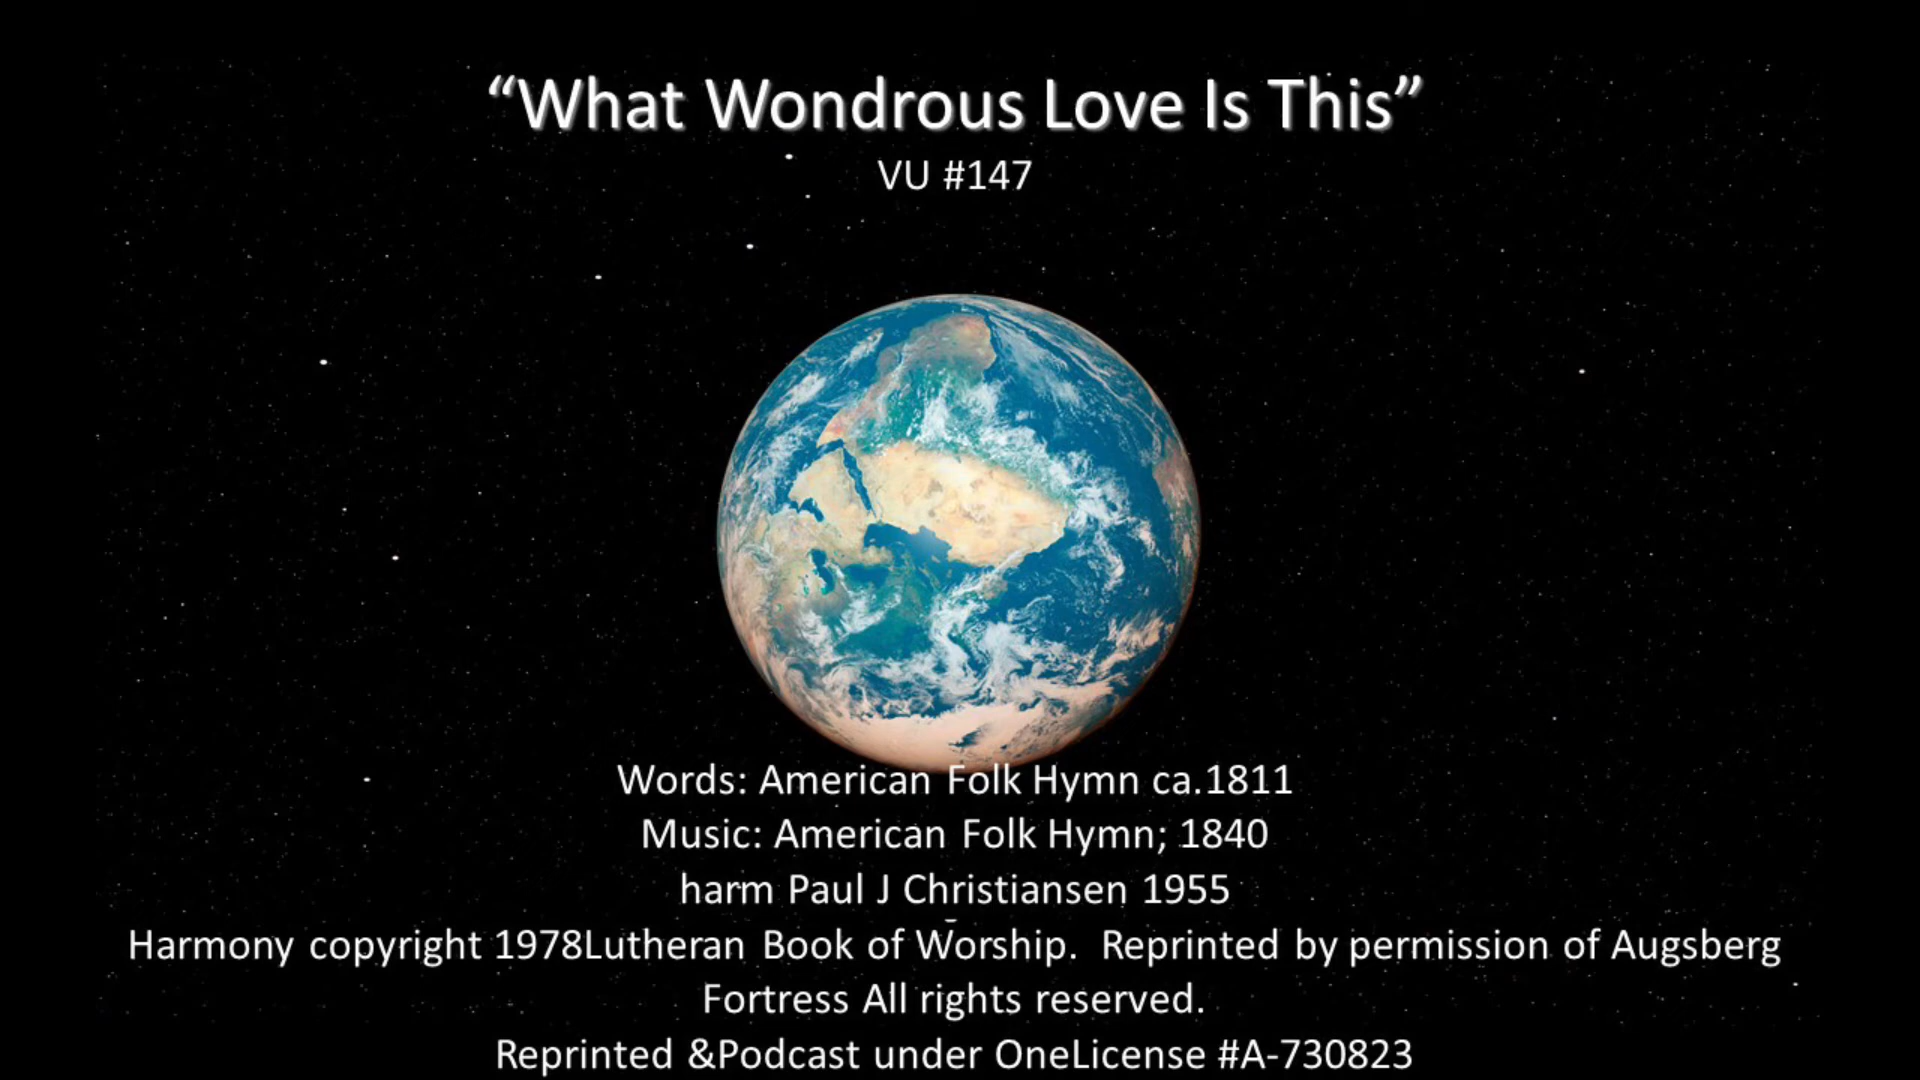 “What Wondrous Love Is This”
VU #147
Words: American Folk Hymn ca.1811
Music: American Folk Hymn; 1840
harm Paul J Christiansen 1955
Harmony copyright 1978Lutheran Book of Worship. Reprinted by permission of Augsberg
Fortress All rights reserved.
Reprinted &Podcast under OneLicense #A-730823